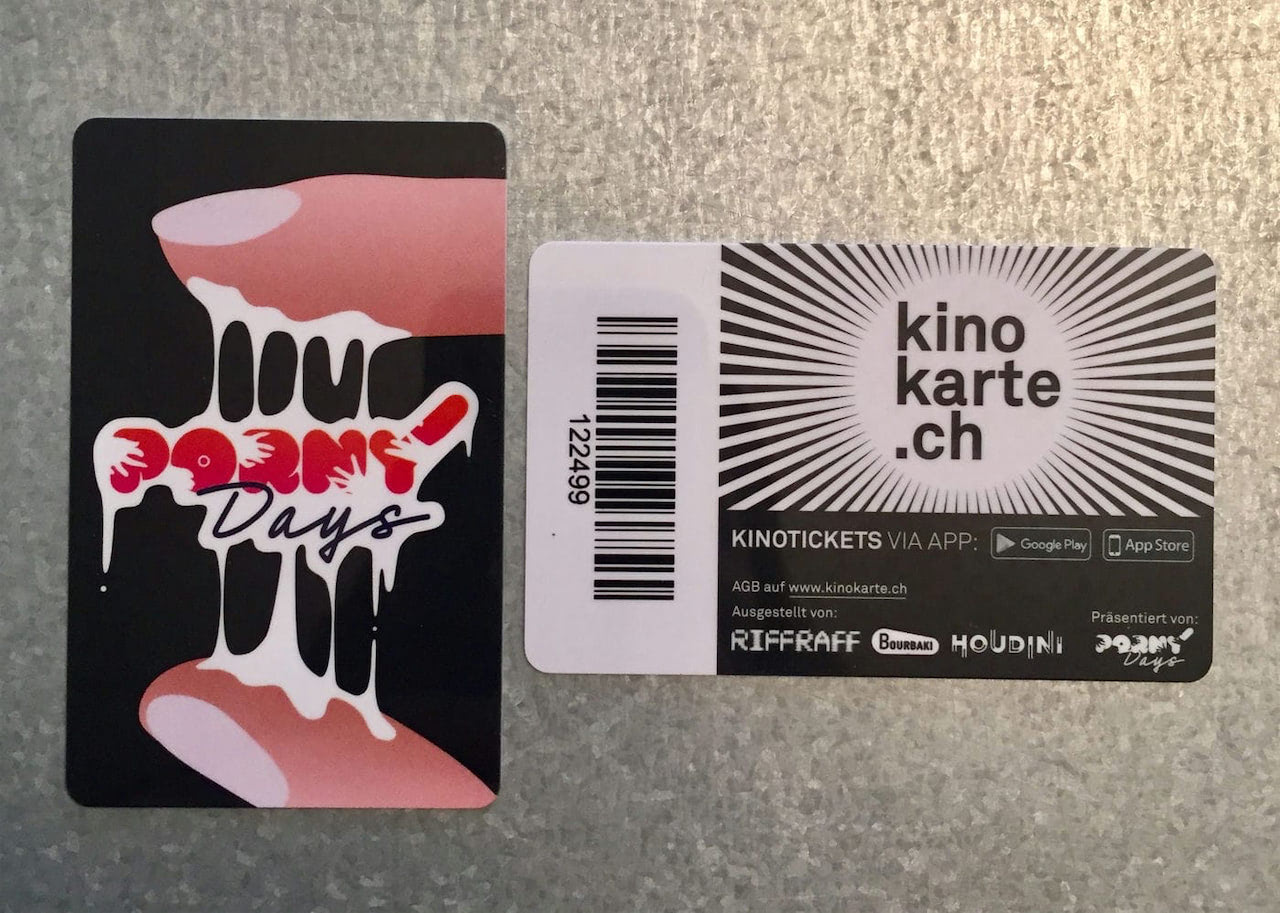 PORNY
Days
122499
kino
karte
.ch
KINOTICKETS VIA APP: Google Play App Store
AGB auf www.kinokarte.ch
Ausgestellt von:
Präsentiert von:
RIFFRAFF BOURBAKI HOUDINI PORNY
Days